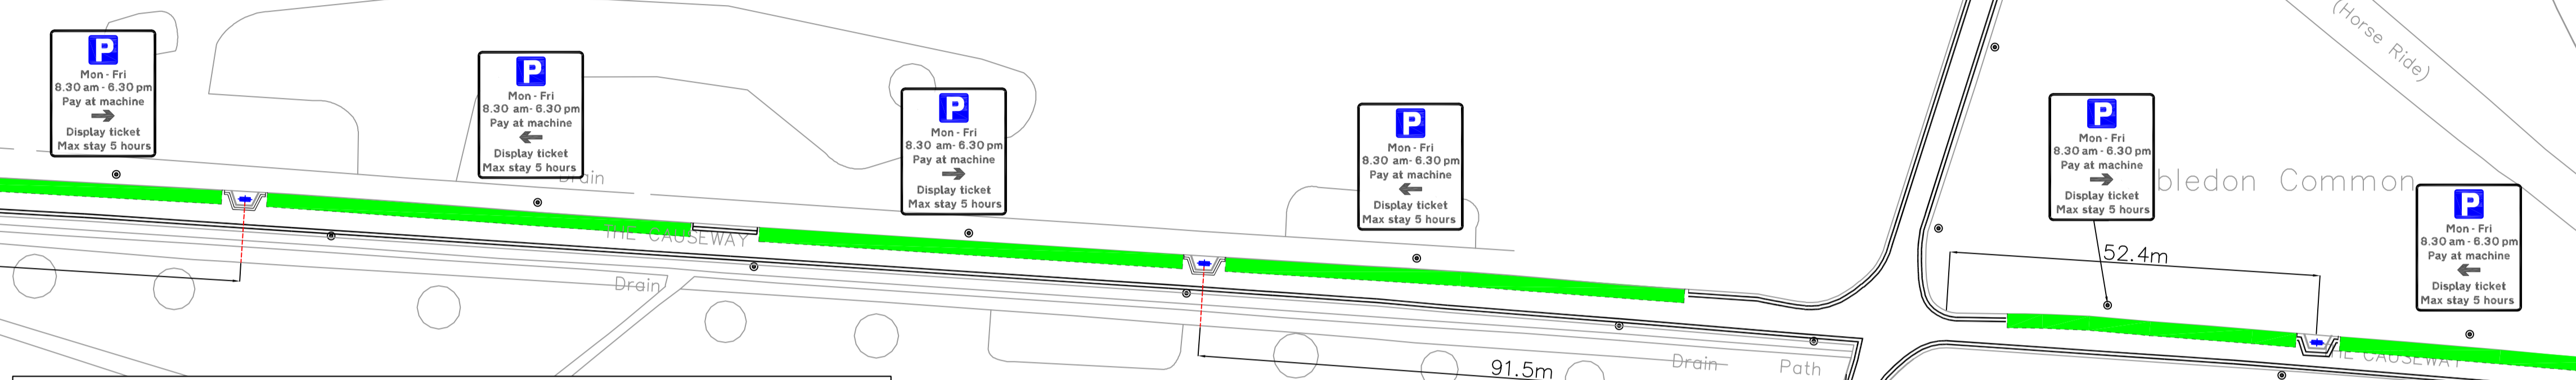 P
Mon - Fri
8.30 am - 6.30 pm
Pay at machine
Display ticket
Max stay 5 hours
P
Mon - Fri
8.30 am - 6.30 pm
Pay at machine
Display ticket
Max stay 5 hours
P
Mon - Fri
8.30 am - 6.30 pm
Pay at machine
Display ticket
Max stay 5 hours
P
Mon - Fri
8.30 am - 6.30 pm
Pay at machine
Display ticket
Max stay 5 hours
P
Mon - Fri
8.30 am - 6.30 pm
Pay at machine
Display ticket
Max stay 5 hours
P
Mon - Fri
8.30 am - 6.30 pm
Pay at machine
Display ticket
Max stay 5 hours
(Horse Ride)
bledon Common
Drain
THE CAUSEWAY
Drain
52.4m
THE CAUSEWAY
91.5m
Drain
Path